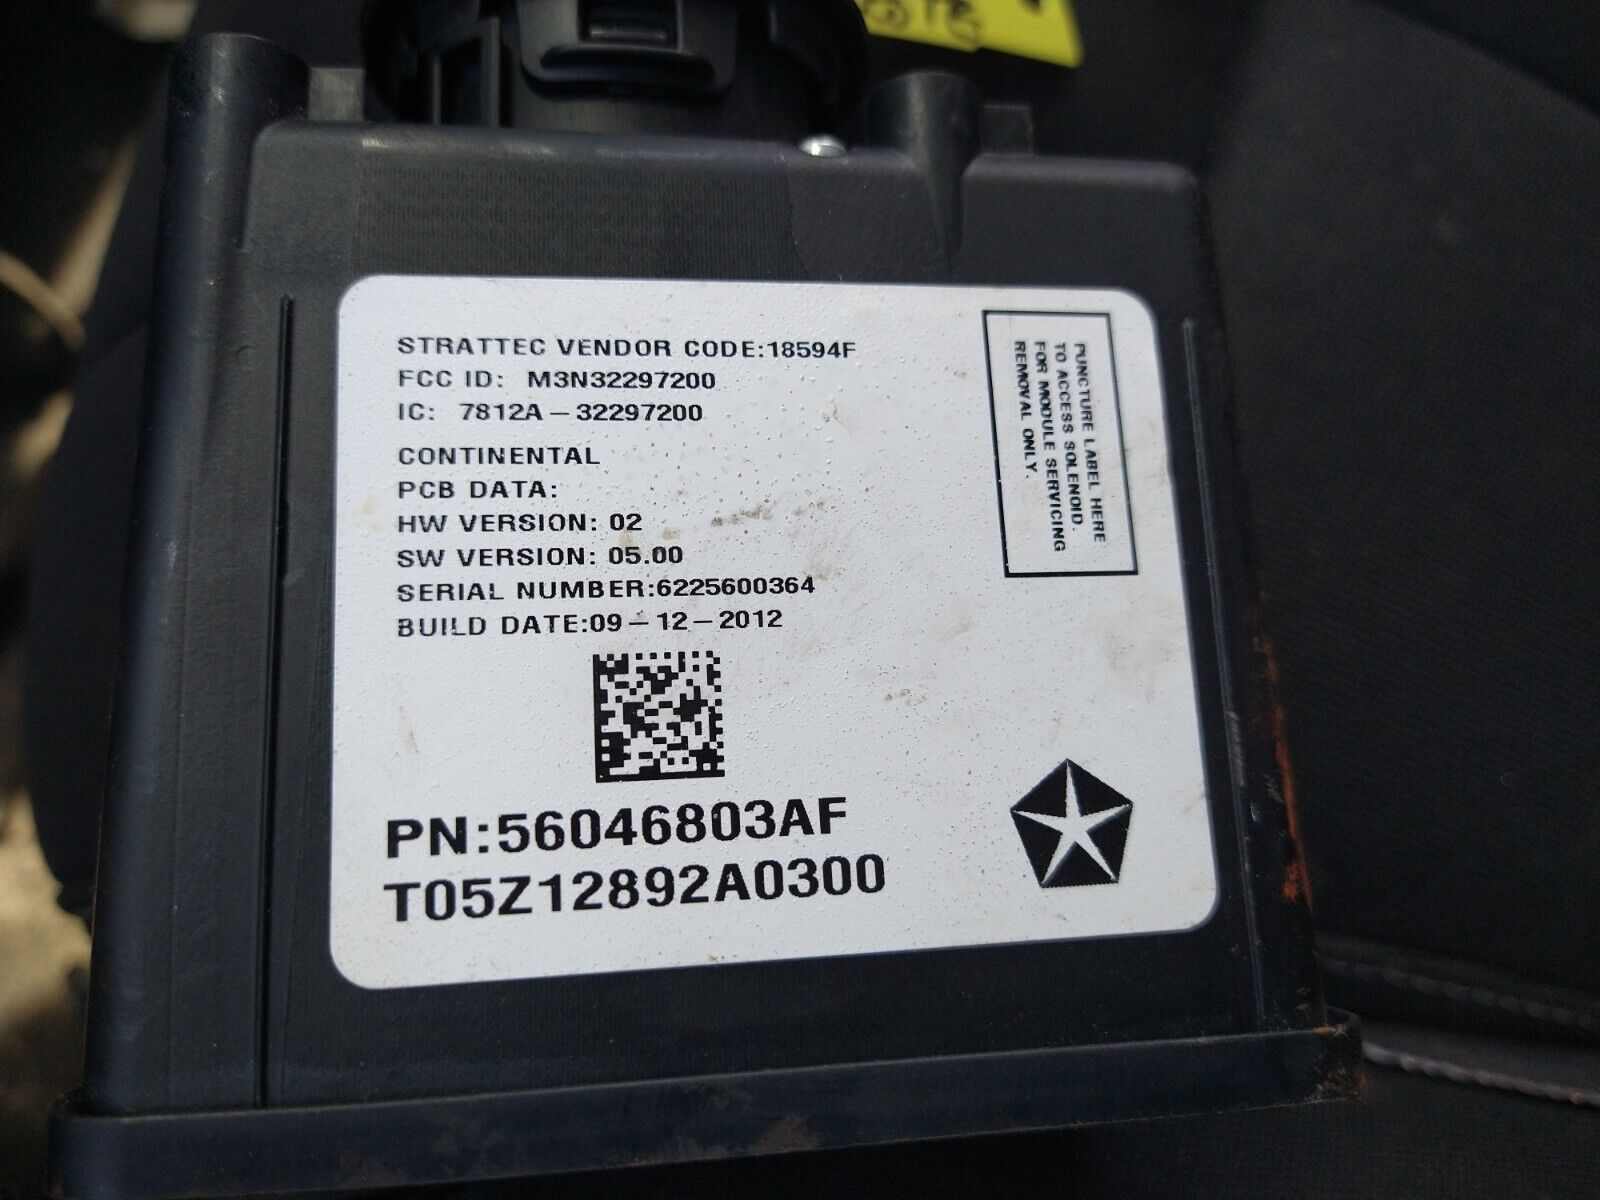 STRATTEC VENDOR CODE:18594F
FCC ID: M3N32297200
IC: 7812A-32297200
CONTINENTAL
PCB DATA:
HW VERSION: 02
SW VERSION: 05.00
SERIAL NUMBER:6225600364
BUILD DATE:09-12-2012
PN:56046803AF
T05Z12892A0300
PUNCTURE LABEL HERE
TO ACCESS SOLENOID.
FOR MODULE SERVICING
REMOVAL ONLY.